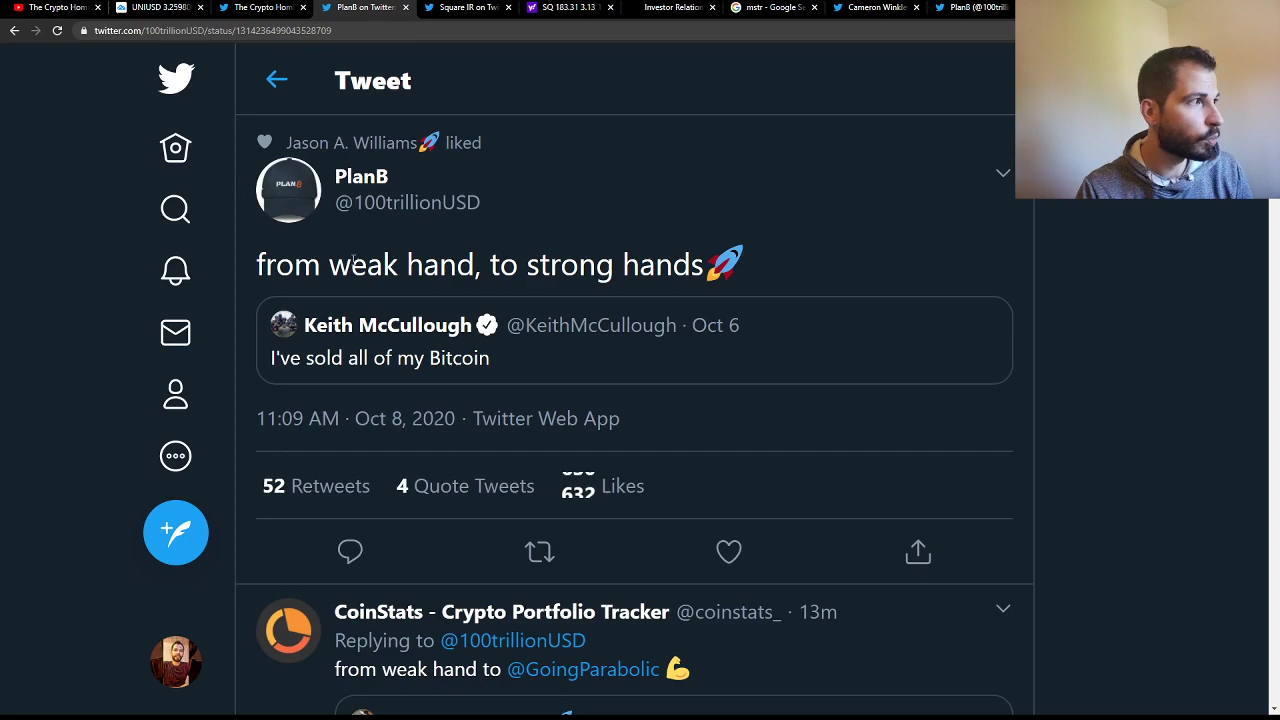 The Crypto Hom
UNIUSD 3.25980
The Crypto Hom
PlanB on Twitter
Square IR on Twi
SQ 183.31 3.13
Investor Relation
mstr - Google Se
Cameron Winkle
PlanB (@100tril
twitter.com/100trillionUSD/status/1314236499043528709
Tweet
Jason A. Williams🚀 liked
PLANB
PlanB
@100trillionUSD
from weak hand, to strong hands🚀
Keith McCullough @KeithMcCullough · Oct 6
I've sold all of my Bitcoin
11:09 AM · Oct 8, 2020 · Twitter Web App
52 Retweets 4 Quote Tweets 632 Likes
CoinStats - Crypto Portfolio Tracker @coinstats_ · 13m
Replying to @100trillionUSD
from weak hand to @GoingParabolic 💪